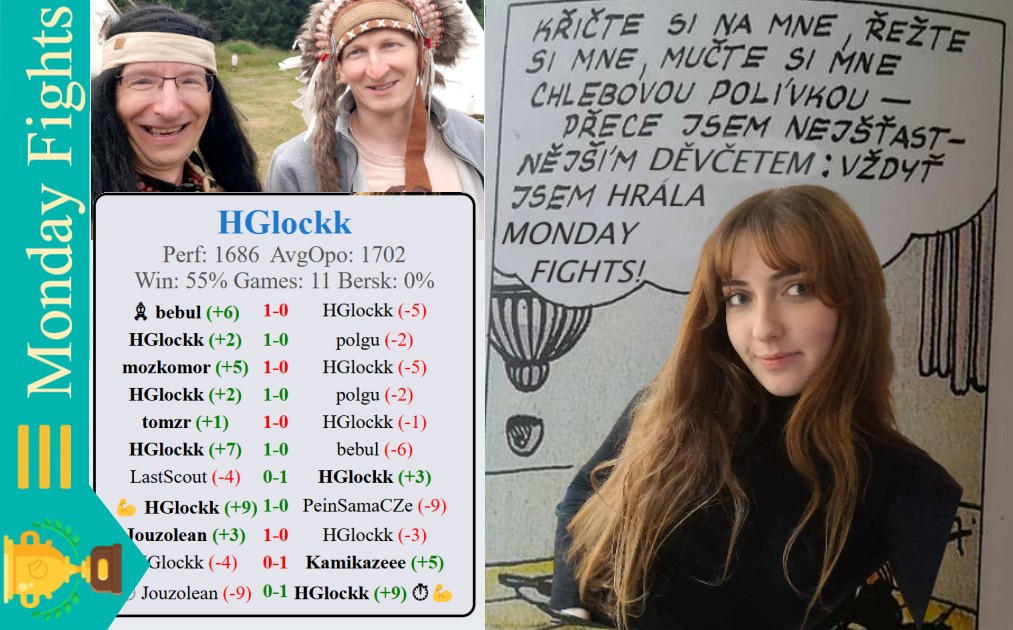 Monday Fights
HGlockk
Perf: 1686 AvgOpo: 1702
Win: 55% Games: 11 Bersk: 0%
bebul (+6) 1-0 HGlockk (-5)
HGlockk (+2) 1-0 polgu (-2)
mozkomor (+5) 1-0 HGlockk (-5)
HGlockk (+2) 1-0 polgu (-2)
tomzr (+1) 1-0 HGlockk (-1)
HGlockk (+7) 1-0 bebul (-6)
LastScout (-4) 0-1 HGlockk (+3)
HGlockk (+9) 1-0 PeinSamaCZe (-9)
Jouzolean (+3) 1-0 HGlockk (-3)
HGlockk (-4) 0-1 Kamikazeee (+5)
Jouzolean (-9) 0-1 HGlockk (+9)
KŘIČTE SI NA MNE, ŘEŽTE
SI MNE, MUČTE SI MNE
CHLEBOVOU POLÍVKOU —
PŘECE JSEM NEJŠŤAST-
NĚJŠÍM DĚVČETEM : VŽDYŤ
JSEM HRÁLA
MONDAY
FIGHTS!